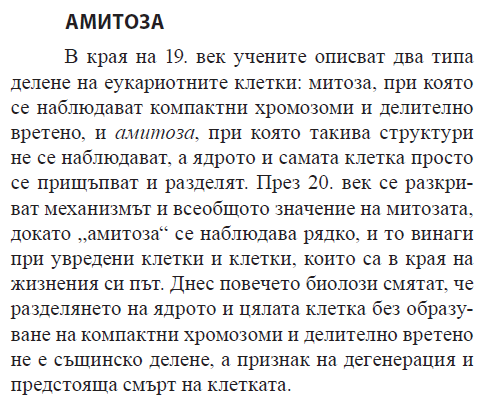 АМИТОЗА
В края на 19. век учените описват два типа
делене на еукариотните клетки: митоза, при която
се наблюдават компактни хромозоми и делително
вретено, и амитоза, при която такива структури
не се наблюдават, а ядрото и самата клетка просто
се прищъпват и разделят. През 20. век се разкри-
ват механизмът и всеобщото значение на митозата,
докато „амитоза“ се наблюдава рядко, и то винаги
при увредени клетки и клетки, които са в края на
жизнения си път. Днес повечето биолози смятат, че
разделянето на ядрото и цялата клетка без образу-
ване на компактни хромозоми и делително вретено
не е същинско делене, а признак на дегенерация и
предстояща смърт на клетката.